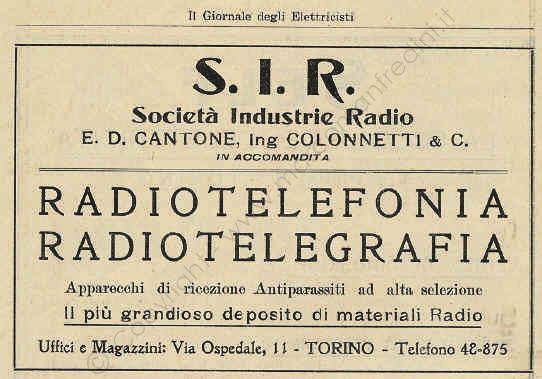 Il Giornale degli Elettricisti
S. I. R.
Società Industrie Radio
E. D. CANTONE, ing COLONNETTI & C.
IN ACCOMANDITA
RADIOTELEFONIA
RADIOTELEGRAFIA
Apparecchi di ricezione Antiparassiti ad alta selezione
Il più grandioso deposito di materiali Radio
Uffici e Magazzini: Via Ospedale, 11 - TORINO - Telefono 48-875